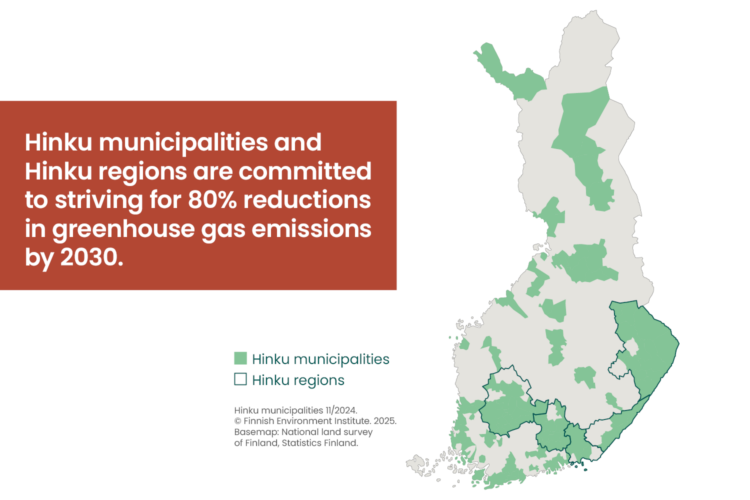 Hinku municipalities and
Hinku regions are committed
to striving for 80% reductions
in greenhouse gas emissions
by 2030.
Hinku municipalities
Hinku regions
Hinku municipalities 11/2024.
© Finnish Environment Institute. 2025.
Basemap: National land survey
of Finland, Statistics Finland.